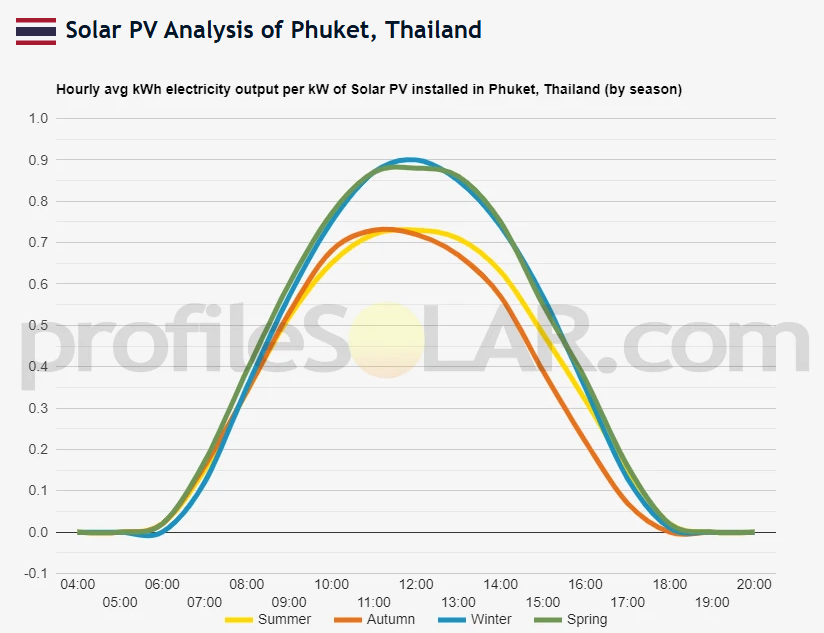 Solar PV Analysis of Phuket, Thailand
Hourly avg kWh electricity output per kW of Solar PV installed in Phuket, Thailand (by season)
1.0
0.9
0.8
0.7
0.6
0.5
0.4
0.3
0.2
0.1
0.0
-0.1
profileSOLAR.com
04:00 06:00 08:00 10:00 12:00 14:00 16:00 18:00 20:00
05:00 07:00 09:00 11:00 13:00 15:00 17:00 19:00
Summer Autumn Winter Spring